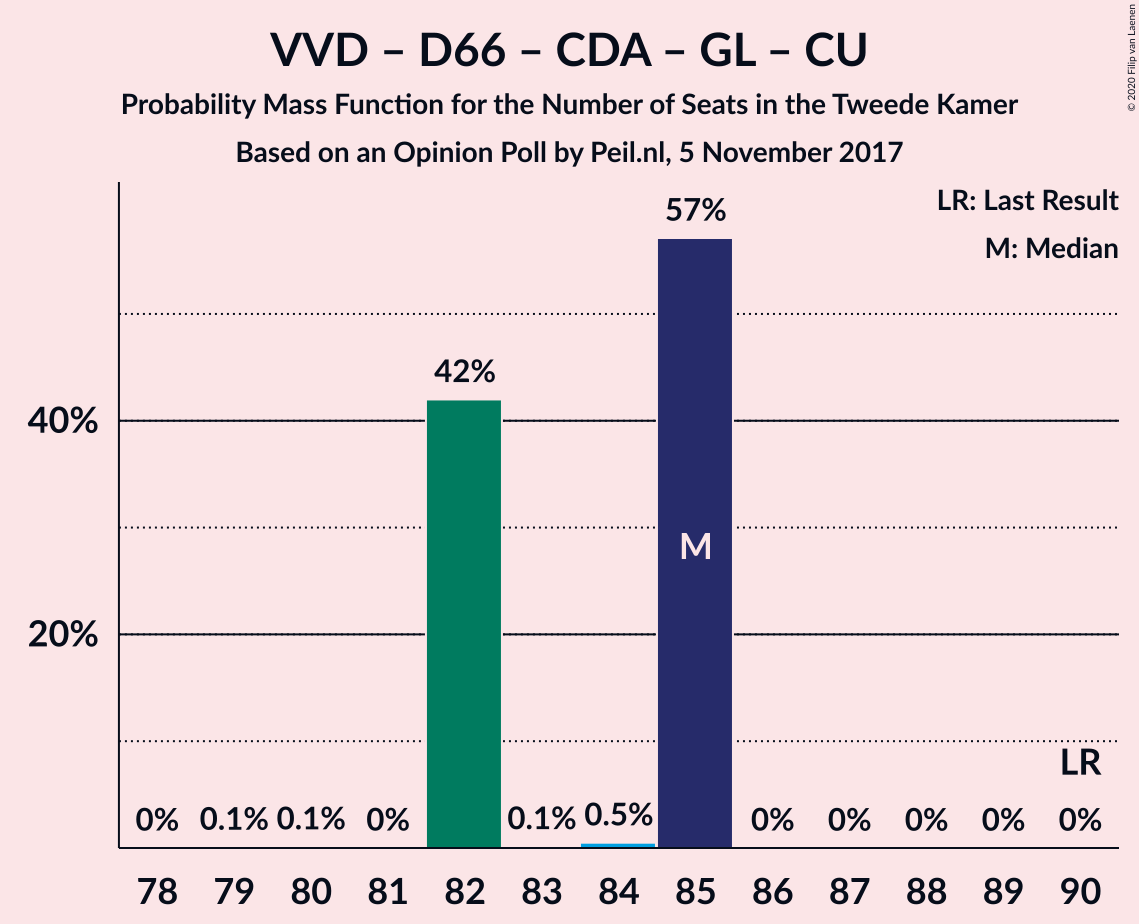 VVD – D66 – CDA – GL – CU
Probability Mass Function for the Number of Seats in the Tweede Kamer
Based on an Opinion Poll by Peil.nl, 5 November 2017
© 2020 Filip van Laenen
LR: Last Result
M: Median
57%
42%
40%
M
20%
LR
0% 0.1% 0.1% 0% 0.1% 0.5% 0% 0% 0% 0% 0%
78 79 80 81 82 83 84 85 86 87 88 89 90